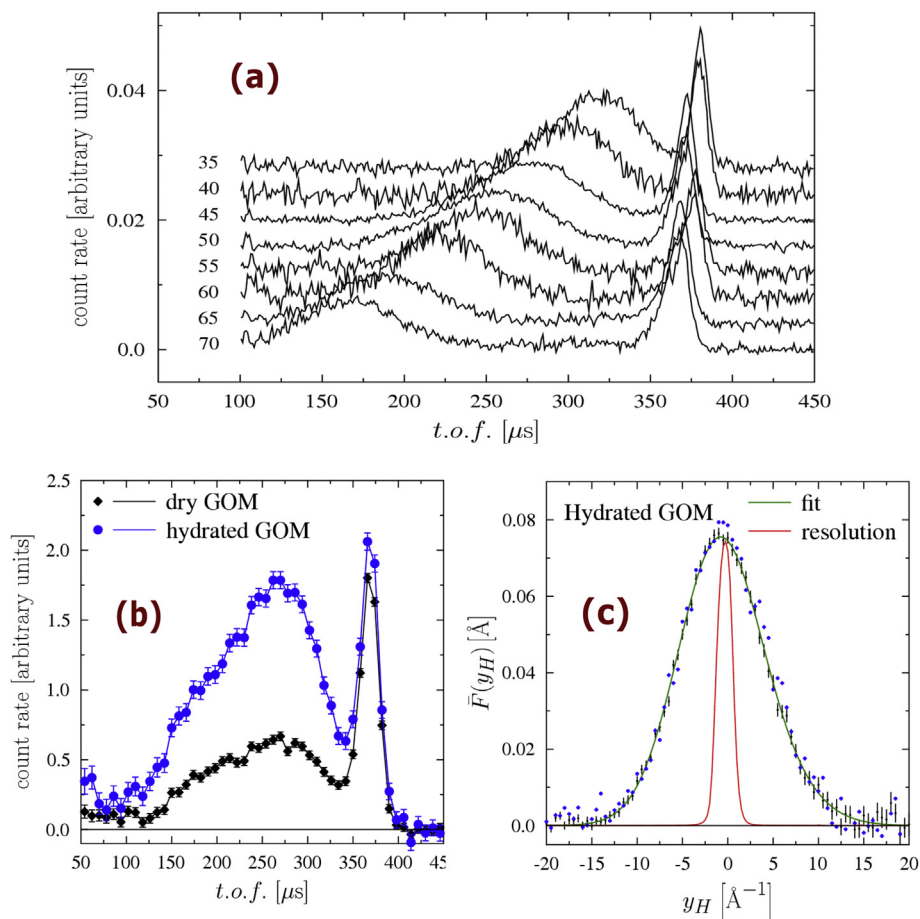 (a)
count rate [arbitrary units]
0.04
0.02
0.0
35
40
45
50
55
60
65
70
50 100 150 200 250 300 350 400 450
t.o.f. [μs]
(b)
dry GOM
hydrated GOM
count rate [arbitrary units]
2.5
2.0
1.5
1.0
0.5
0.0
50 100 150 200 250 300 350 400 45
t.o.f. [μs]
(c)
Hydrated GOM
fit
resolution
F̄(y_H) [Å]
0.08
0.06
0.04
0.02
0.0
-20 -15 -10 -5 0 5 10 15 20
y_H [Å⁻¹]